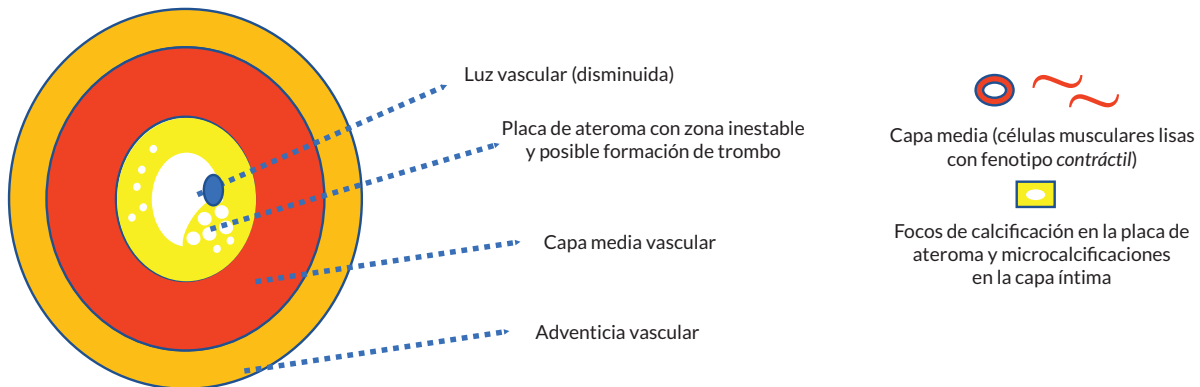 Luz vascular (disminuida)
Placa de ateroma con zona inestable
y posible formación de trombo
Capa media vascular
Adventicia vascular
Capa media (células musculares lisas
con fenotipo contráctil)
Focos de calcificación en la placa de
ateroma y microcalcificaciones
en la capa íntima